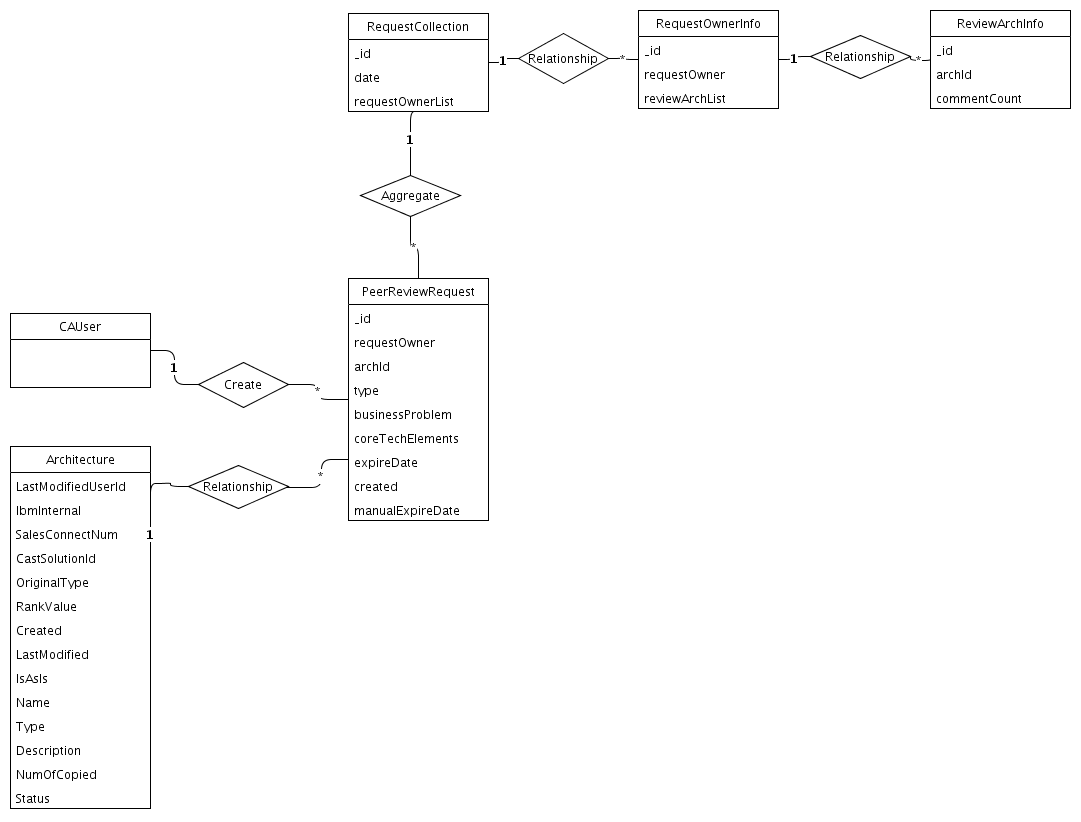 RequestCollection
_id
date
requestOwnerList
1
Relationship
*
RequestOwnerInfo
_id
requestOwner
reviewArchList
1
Relationship
*
ReviewArchInfo
_id
archId
commentCount
1
Aggregate
*
PeerReviewRequest
_id
requestOwner
archId
type
businessProblem
coreTechElements
expireDate
created
manualExpireDate
CAUser
1
Create
*
Architecture
LastModifiedUserId
IbmInternal
SalesConnectNum
CastSolutionId
OriginalType
RankValue
Created
LastModified
IsAsIs
Name
Type
Description
NumOfCopied
Status
1
Relationship
*